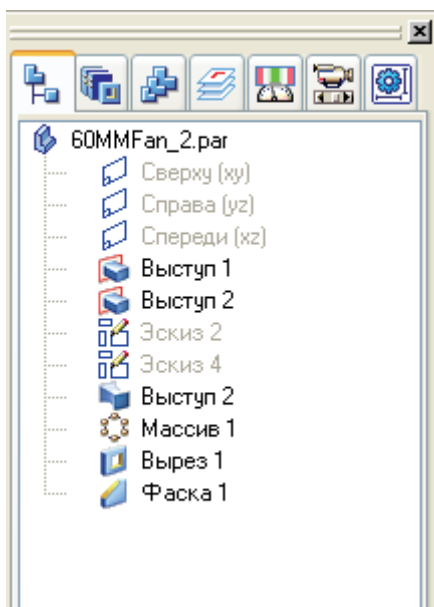 60MMFan_2.par
Сверху (xy)
Справа (yz)
Спереди (xz)
Выступ 1
Выступ 2
Эскиз 2
Эскиз 4
Выступ 2
Массив 1
Вырез 1
Фаска 1